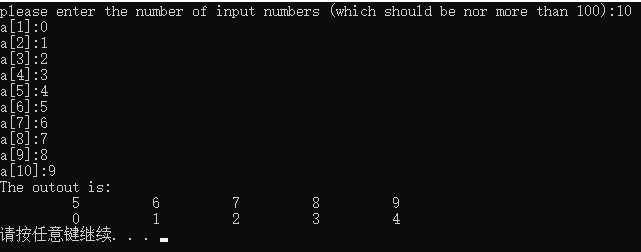 please enter the number of input numbers (which should be nor more than 100):10
a[1]:0
a[2]:1
a[3]:2
a[4]:3
a[5]:4
a[6]:5
a[7]:6
a[8]:7
a[9]:8
a[10]:9
The outout is:
5 6 7 8 9
0 1 2 3 4
请按任意键继续. . .